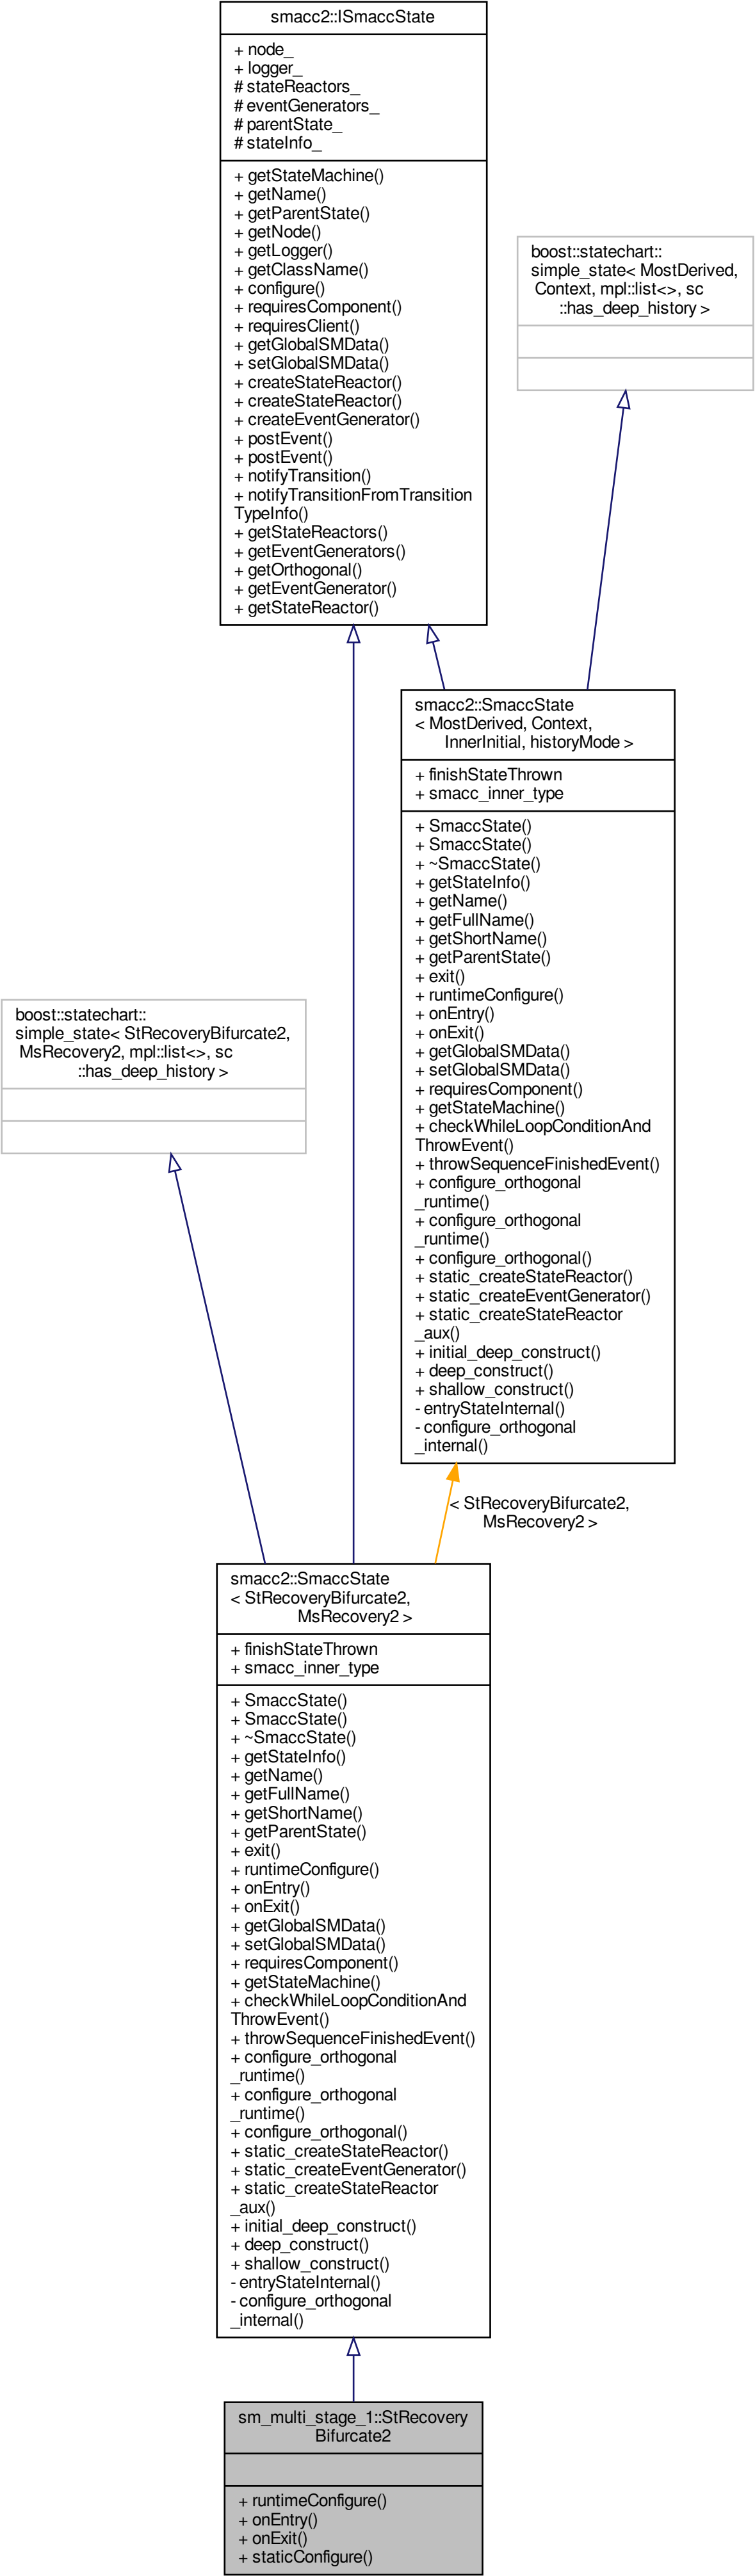 smacc2::ISmaccState
+ node_
+ logger_
# stateReactors_
# eventGenerators_
# parentState_
# stateInfo_
+ getStateMachine()
+ getName()
+ getParentState()
+ getNode()
+ getLogger()
+ getClassName()
+ configure()
+ requiresComponent()
+ requiresClient()
+ getGlobalSMData()
+ setGlobalSMData()
+ createStateReactor()
+ createStateReactor()
+ createEventGenerator()
+ postEvent()
+ postEvent()
+ notifyTransition()
+ notifyTransitionFromTransition
TypeInfo()
+ getStateReactors()
+ getEventGenerators()
+ getOrthogonal()
+ getEventGenerator()
+ getStateReactor()
boost::statechart::
simple_state< MostDerived,
Context, mpl::list<>, sc
::has_deep_history >
smacc2::SmaccState
< MostDerived, Context,
InnerInitial, historyMode >
+ finishStateThrown
+ smacc_inner_type
+ SmaccState()
+ SmaccState()
+ ~SmaccState()
+ getStateInfo()
+ getName()
+ getFullName()
+ getShortName()
+ getParentState()
+ exit()
+ runtimeConfigure()
+ onEntry()
+ onExit()
+ getGlobalSMData()
+ setGlobalSMData()
+ requiresComponent()
+ getStateMachine()
+ checkWhileLoopConditionAnd
ThrowEvent()
+ throwSequenceFinishedEvent()
+ configure_orthogonal
_runtime()
+ configure_orthogonal
_runtime()
+ configure_orthogonal()
+ static_createStateReactor()
+ static_createEventGenerator()
+ static_createStateReactor
_aux()
+ initial_deep_construct()
+ deep_construct()
+ shallow_construct()
- entryStateInternal()
- configure_orthogonal
_internal()
boost::statechart::
simple_state< StRecoveryBifurcate2,
MsRecovery2, mpl::list<>, sc
::has_deep_history >
< StRecoveryBifurcate2,
MsRecovery2 >
smacc2::SmaccState
< StRecoveryBifurcate2,
MsRecovery2 >
+ finishStateThrown
+ smacc_inner_type
+ SmaccState()
+ SmaccState()
+ ~SmaccState()
+ getStateInfo()
+ getName()
+ getFullName()
+ getShortName()
+ getParentState()
+ exit()
+ runtimeConfigure()
+ onEntry()
+ onExit()
+ getGlobalSMData()
+ setGlobalSMData()
+ requiresComponent()
+ getStateMachine()
+ checkWhileLoopConditionAnd
ThrowEvent()
+ throwSequenceFinishedEvent()
+ configure_orthogonal
_runtime()
+ configure_orthogonal
_runtime()
+ configure_orthogonal()
+ static_createStateReactor()
+ static_createEventGenerator()
+ static_createStateReactor
_aux()
+ initial_deep_construct()
+ deep_construct()
+ shallow_construct()
- entryStateInternal()
- configure_orthogonal
_internal()
sm_multi_stage_1::StRecovery
Bifurcate2
+ runtimeConfigure()
+ onEntry()
+ onExit()
+ staticConfigure()